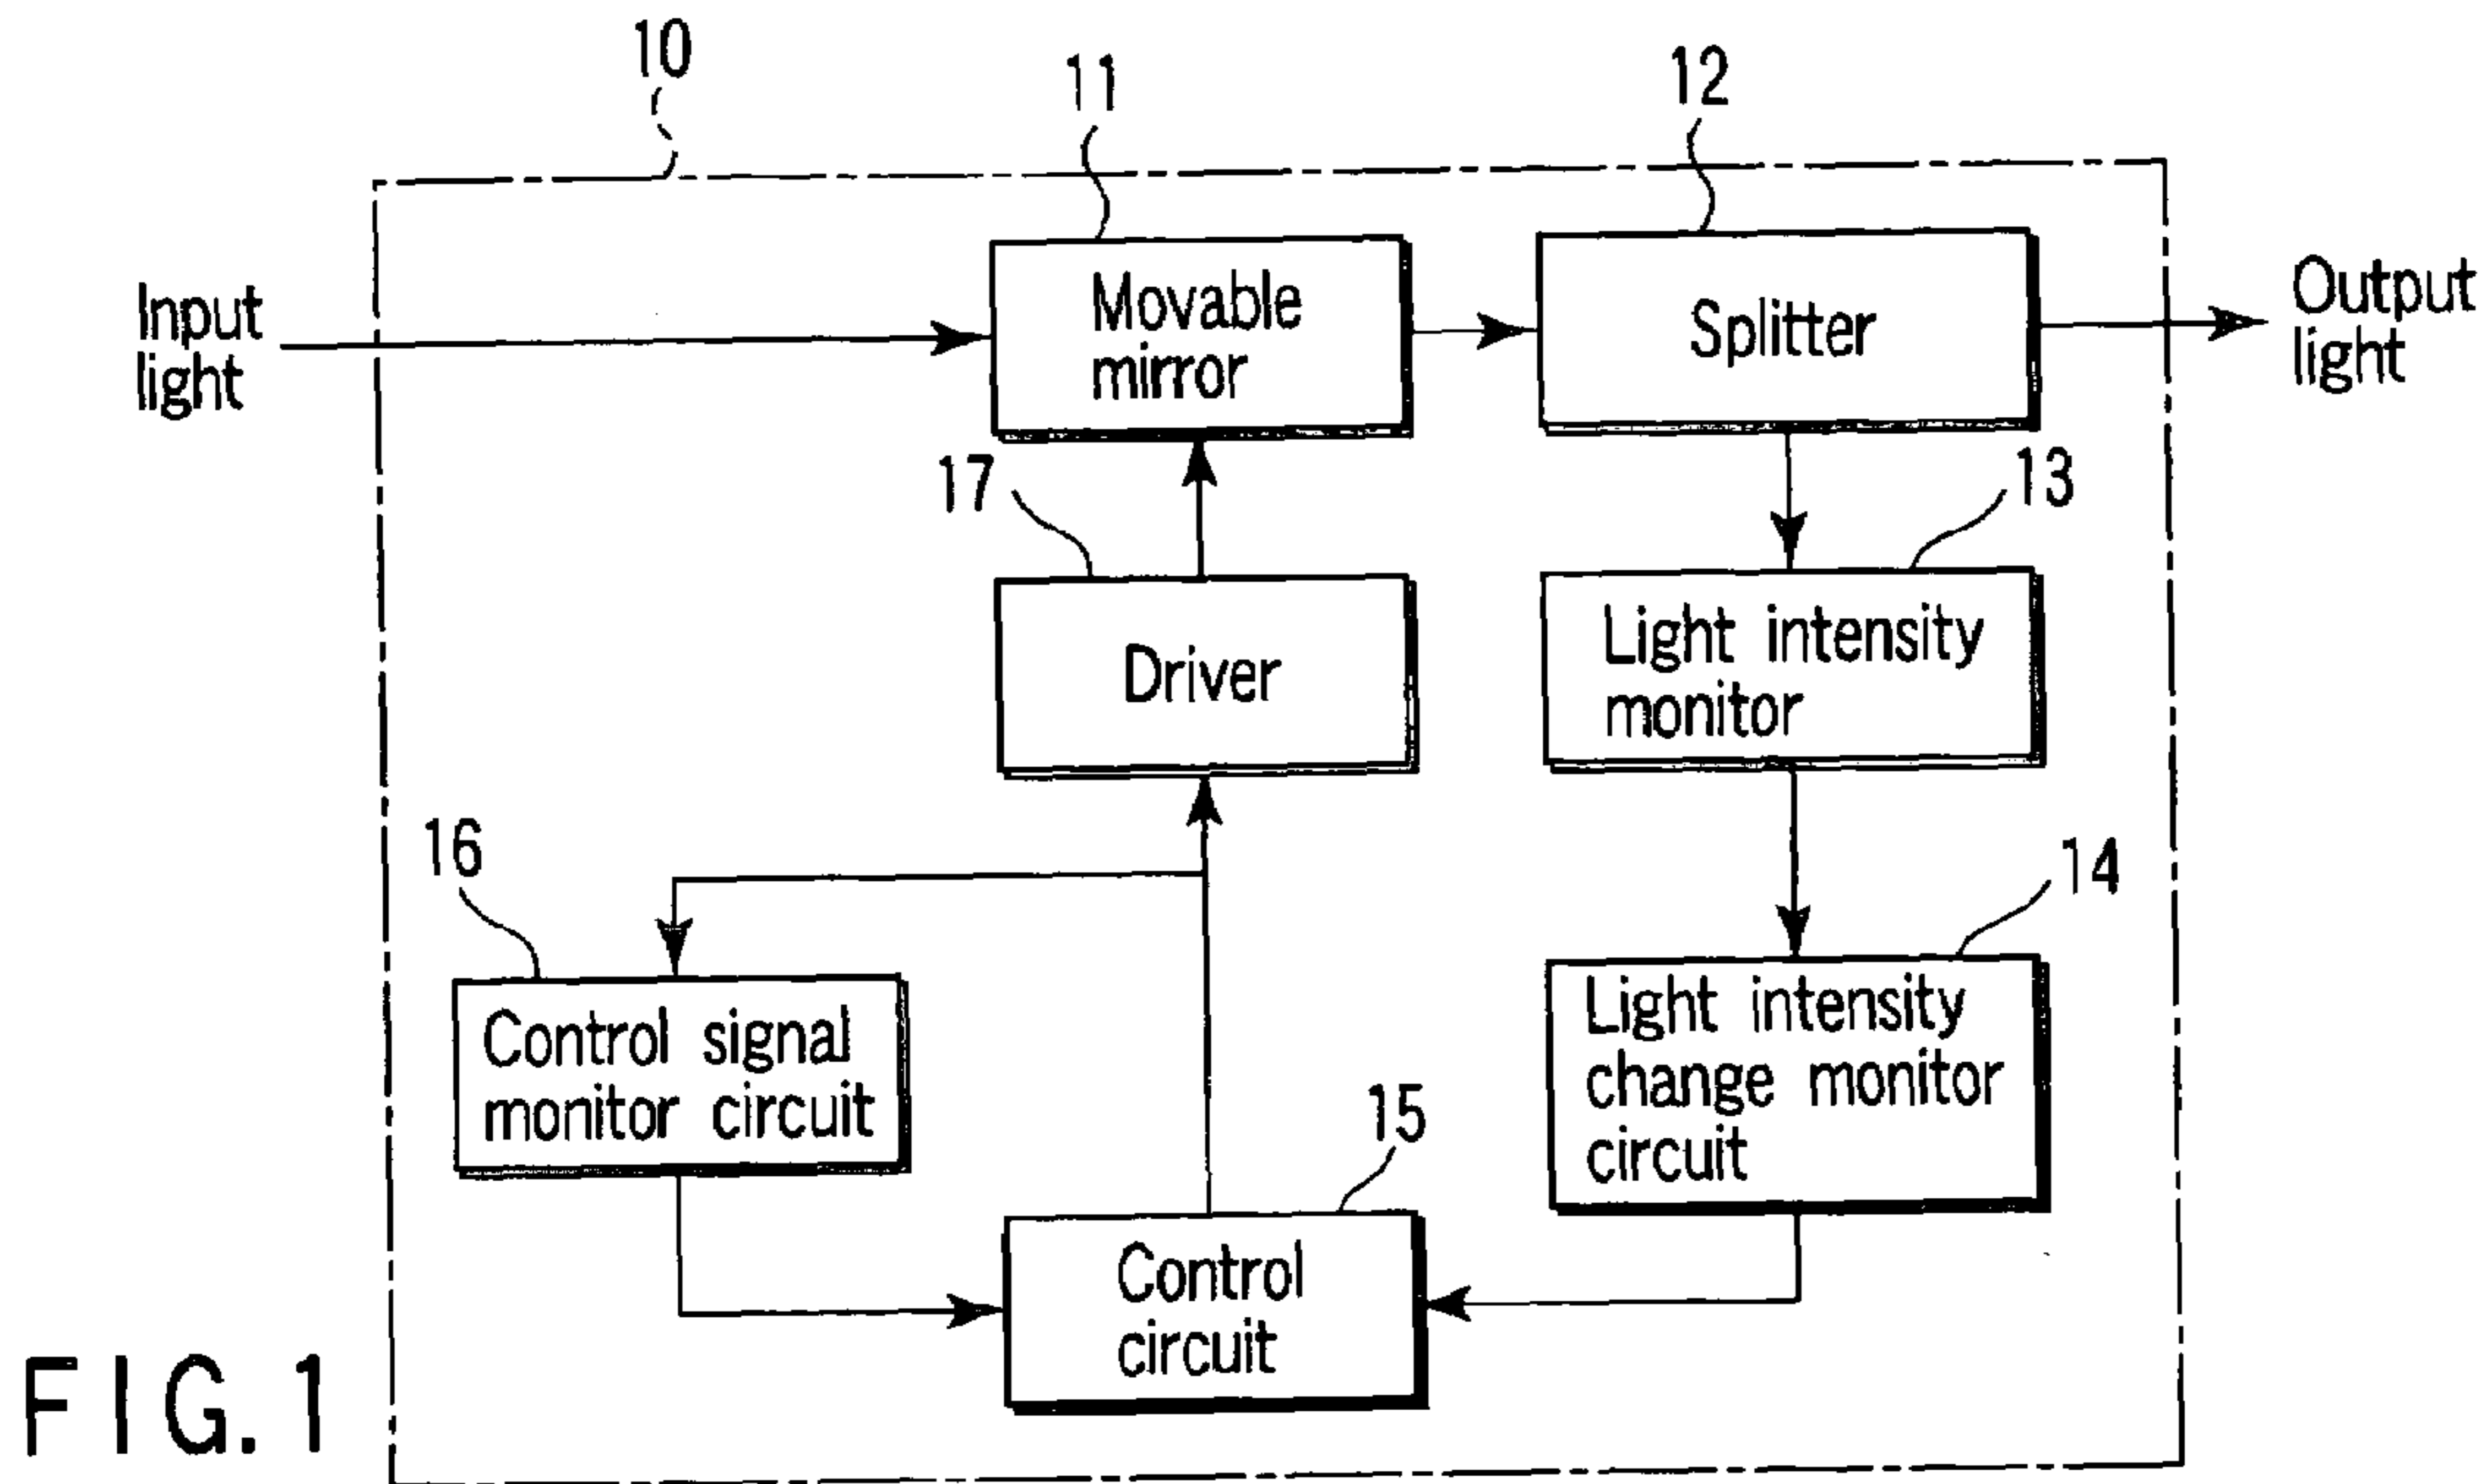 10
11
12
Input
light
Movable
mirror
Splitter
Output
light
17
13
Driver
Light intensity
monitor
16
14
Control signal
monitor circuit
Light intensity
change monitor
circuit
15
Control
circuit
FIG. 1